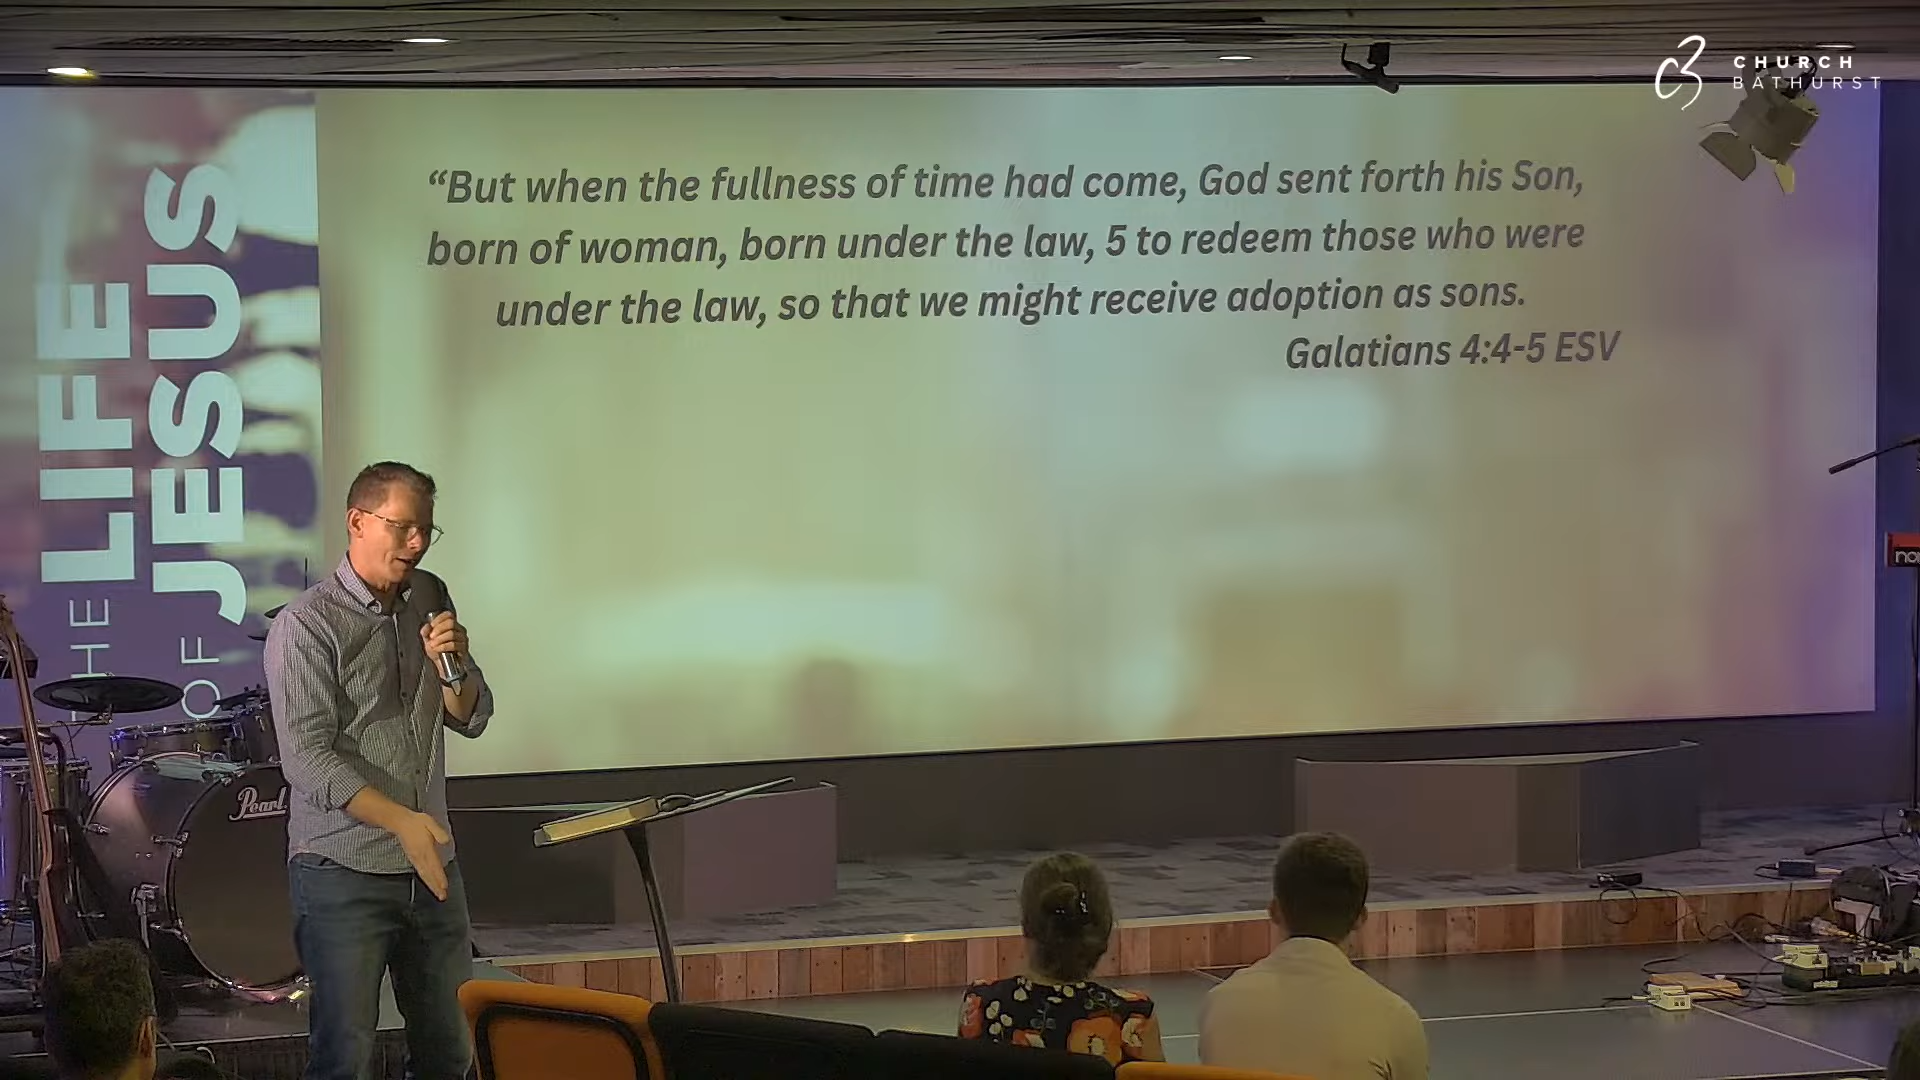 C3 CHURCH
BATHURST
“But when the fullness of time had come, God sent forth his Son,
born of woman, born under the law, 5 to redeem those who were
under the law, so that we might receive adoption as sons.
Galatians 4:4-5 ESV
THE LIFE
OF JESUS
Pearl